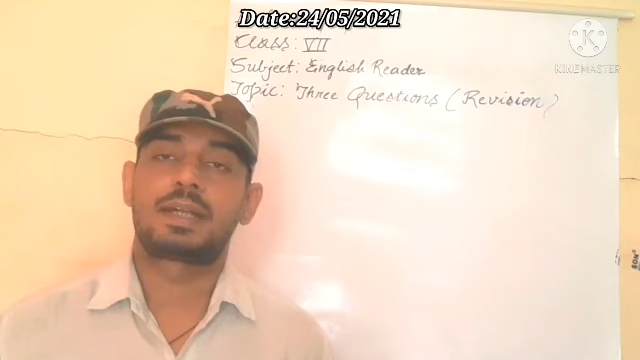 Date:24/05/2021
Class: VII
Subject: English Reader
Topic: Three Questions (Revision)
KINEMASTER